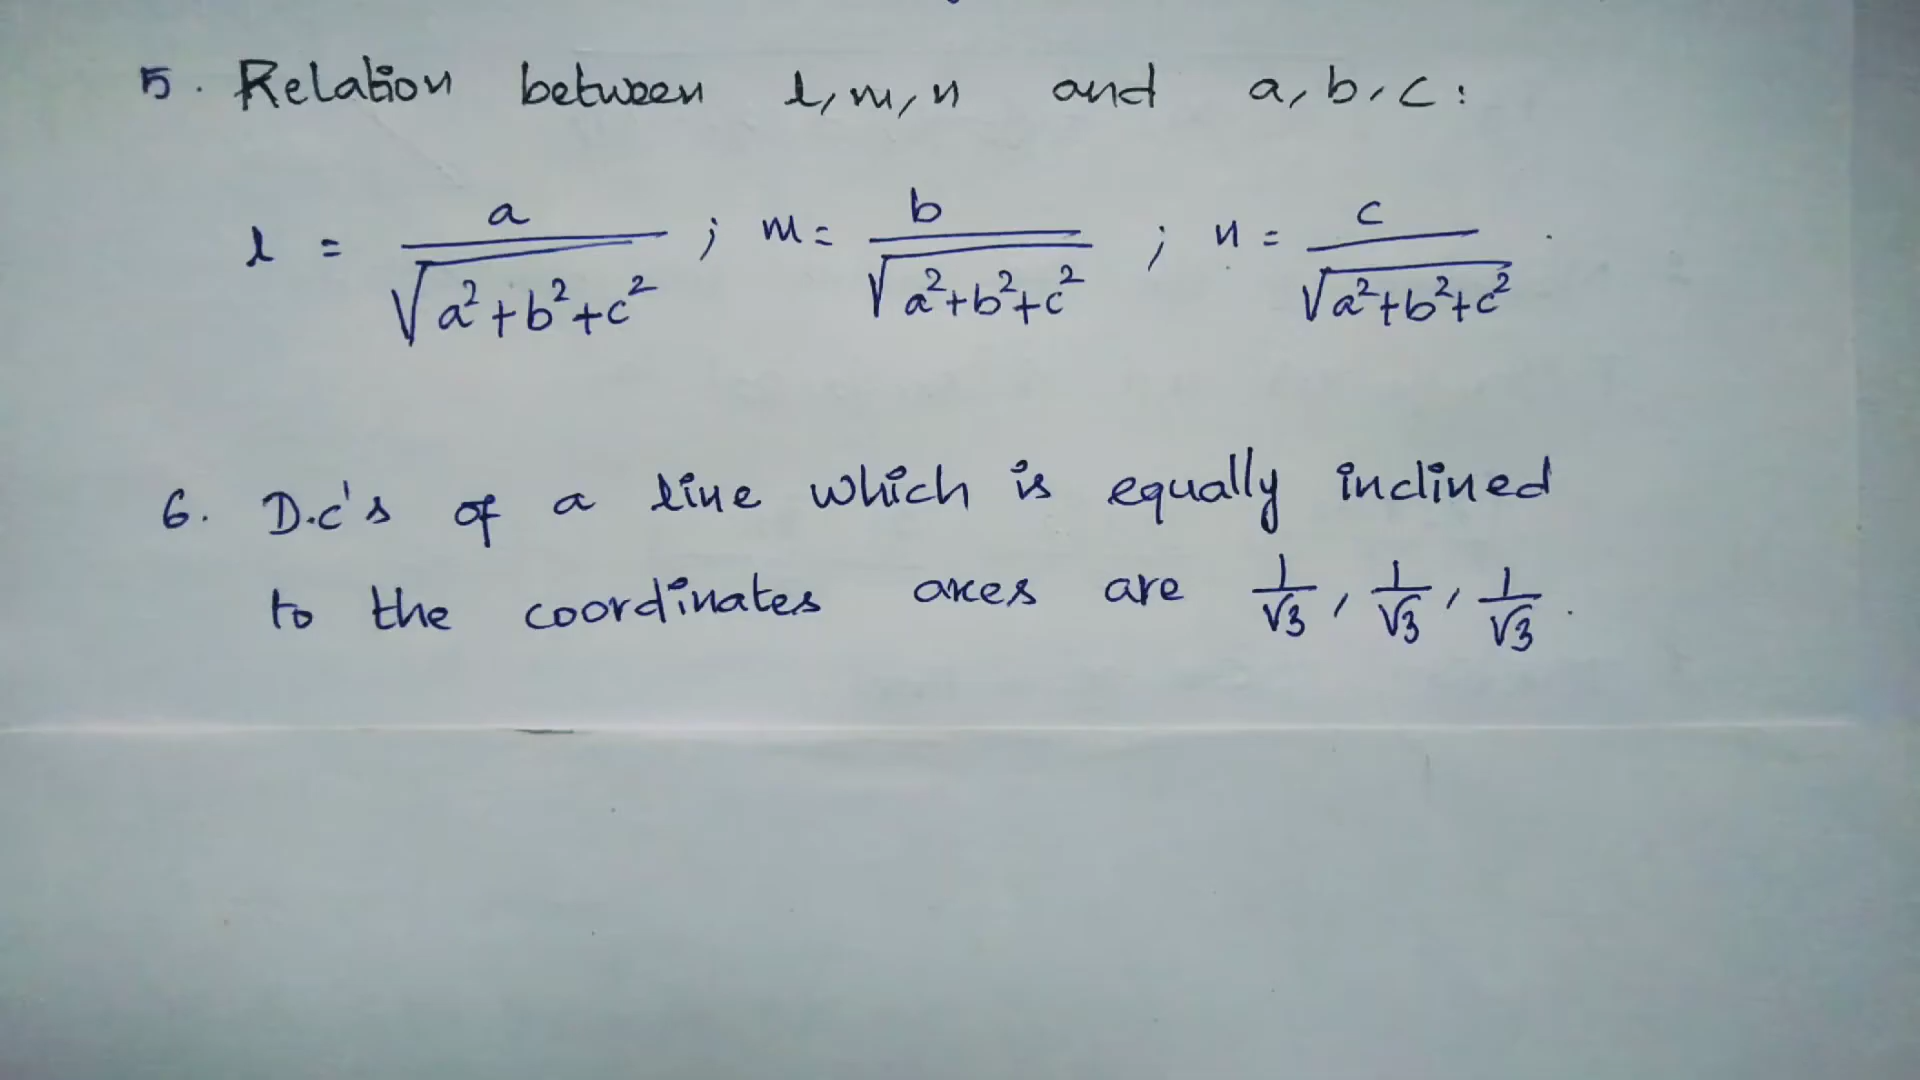 5. Relation between l, m, n and a, b, c :
l = a/√(a²+b²+c²) ; m = b/√(a²+b²+c²) ; n = c/√(a²+b²+c²) .
6. D.c's of a line which is equally inclined
to the coordinates axes are 1/√3, 1/√3, 1/√3 .